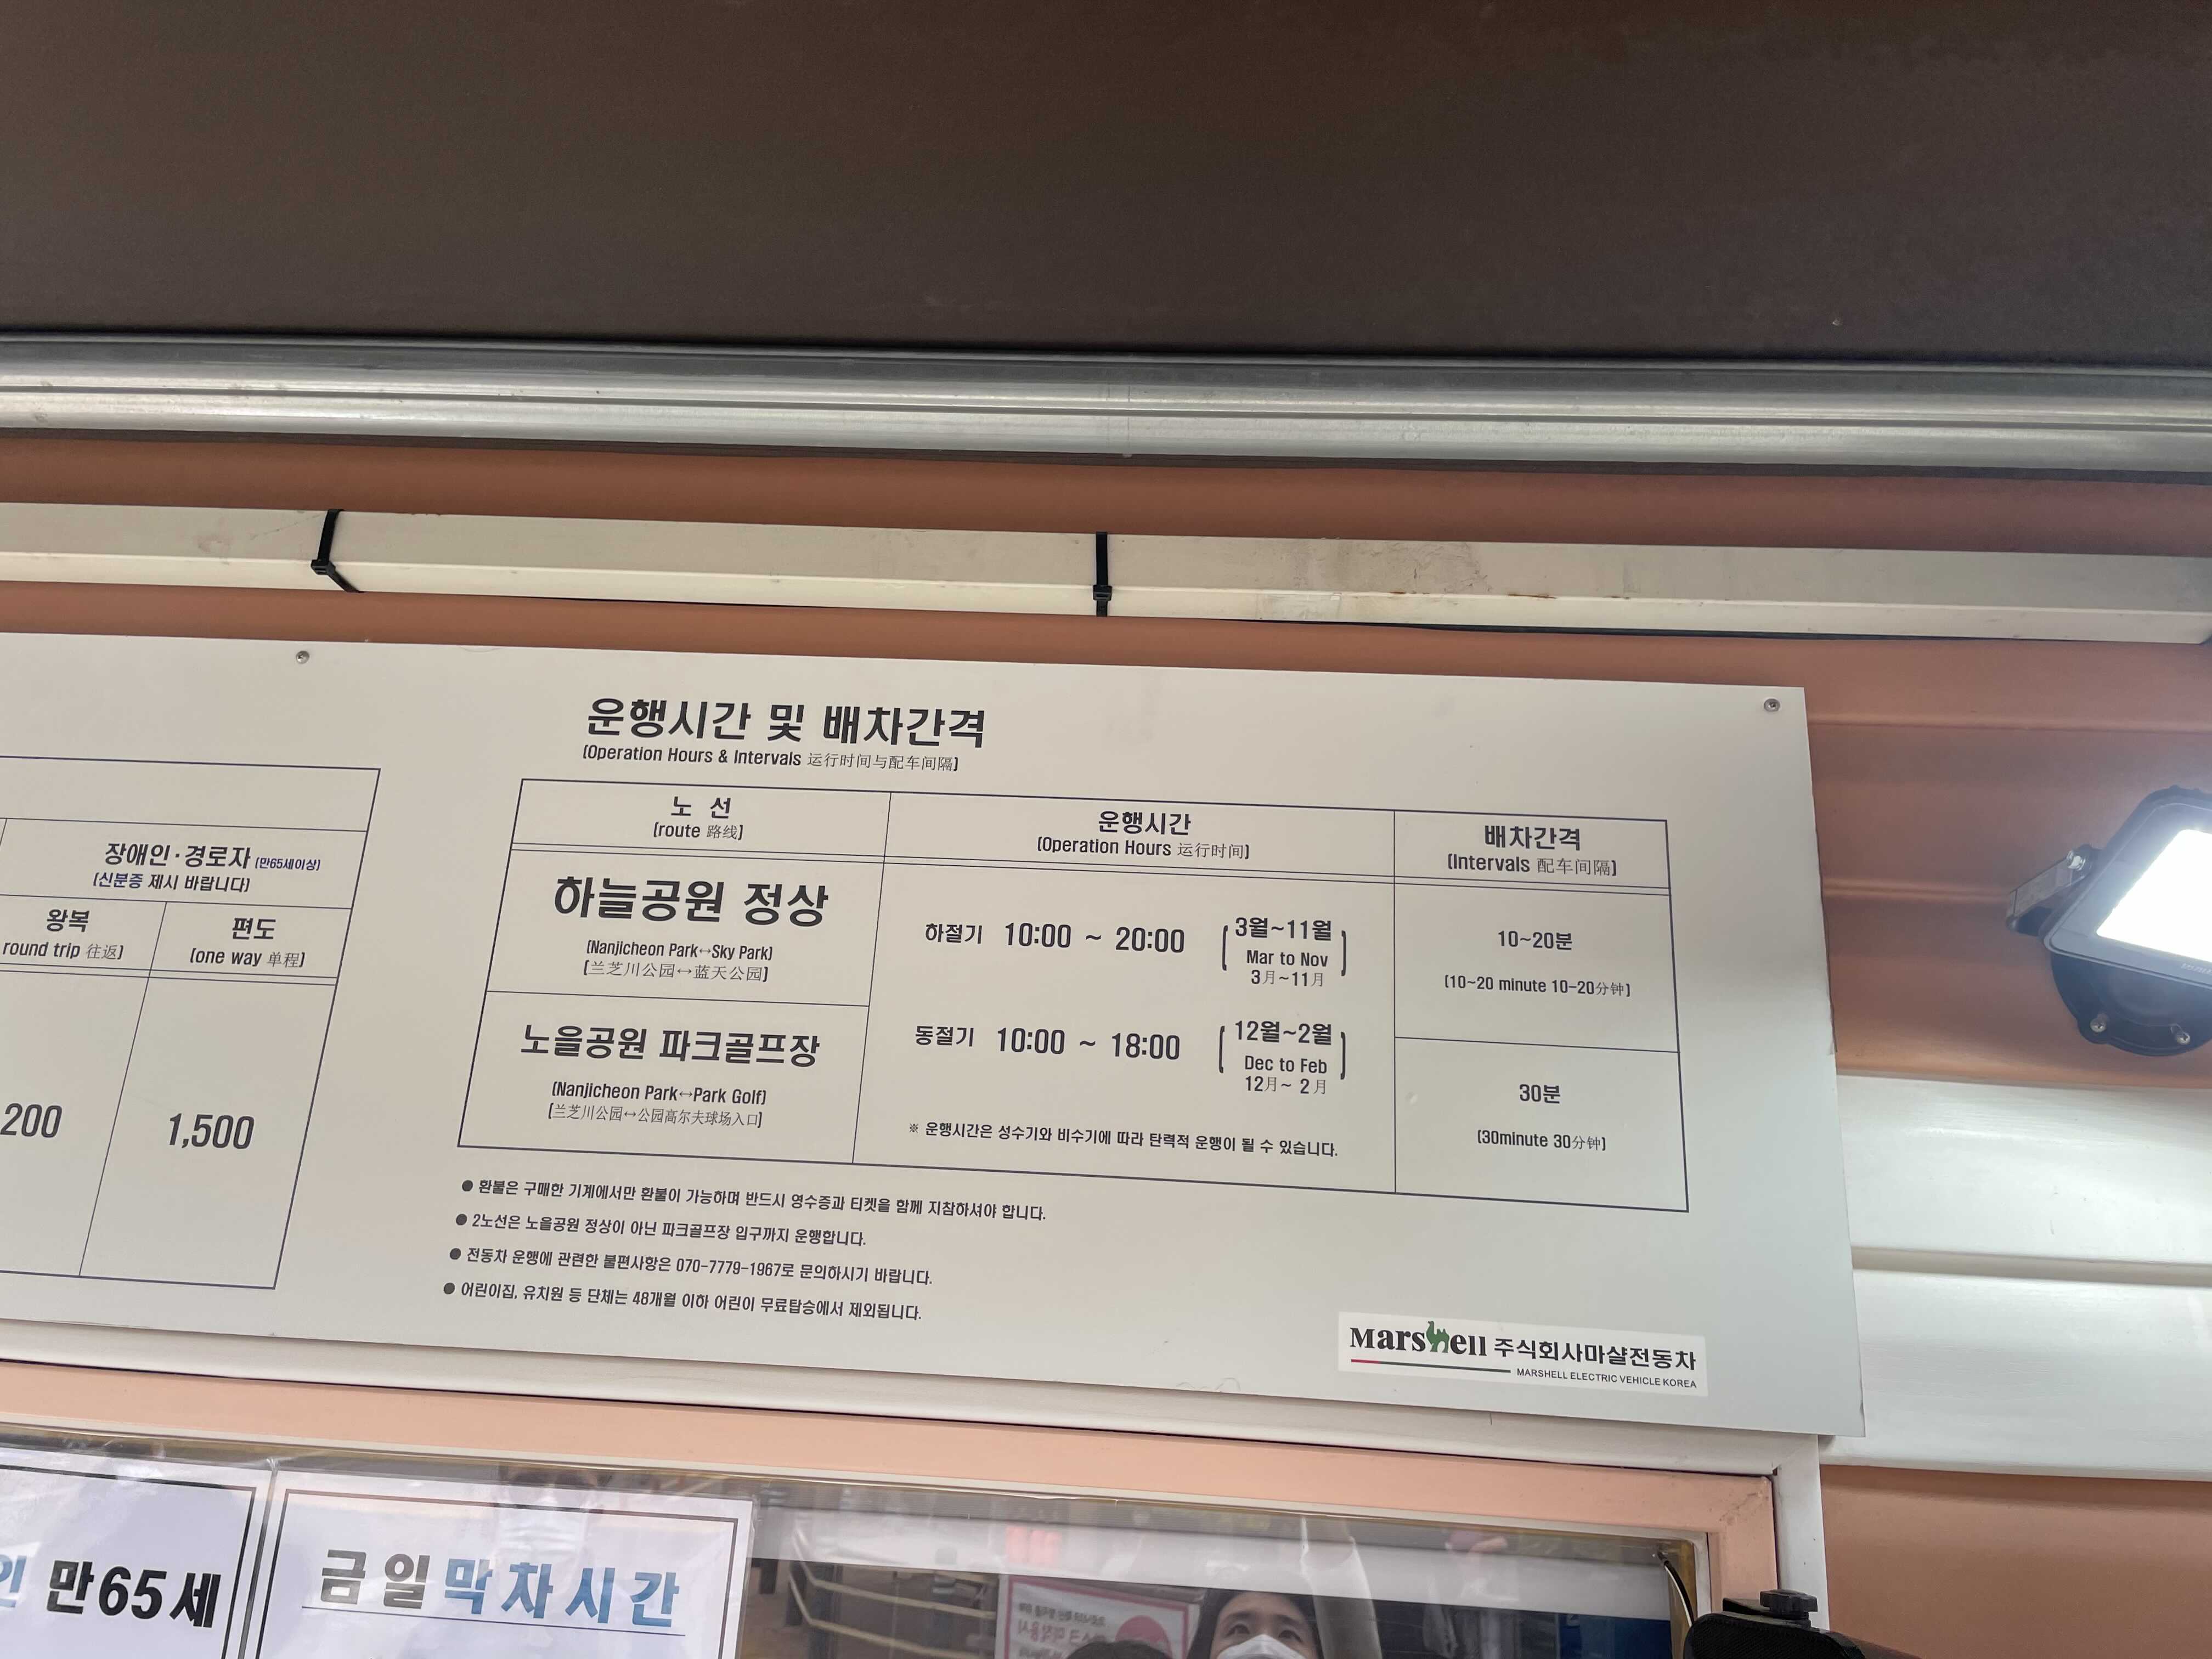 장애인·경로자 (만65세이상)
(신분증 제시 바랍니다)
왕복
round trip 往返)
편도
(one way 单程)
200
1,500
운행시간 및 배차간격
(Operation Hours & Intervals 运行时间与配车间隔)
노 선
(route 路线)
운행시간
(Operation Hours 运行时间)
배차간격
(Intervals 配车间隔)
하늘공원 정상
(Nanjicheon Park↔Sky Park)
(兰芝川公园↔蓝天公园)
노을공원 파크골프장
(Nanjicheon Park↔Park Golf)
(兰芝川公园↔公园高尔夫球场入口)
하절기 10:00 ~ 20:00
3월~11월
Mar to Nov
3月~11月
동절기 10:00 ~ 18:00
12월~2월
Dec to Feb
12月~ 2月
※ 운행시간은 성수기와 비수기에 따라 탄력적 운행이 될 수 있습니다.
10~20분
(10~20 minute 10-20分钟)
30분
(30minute 30分钟)
● 환불은 구매한 기계에서만 환불이 가능하며 반드시 영수증과 티켓을 함께 지참하셔야 합니다.
● 2노선은 노을공원 정상이 아닌 파크골프장 입구까지 운행합니다.
● 전동차 운행에 관련한 불편사항은 070-7779-1967로 문의하시기 바랍니다.
● 어린이집, 유치원 등 단체는 48개월 이하 어린이 무료탑승에서 제외됩니다.
Marshell 주식회사마샬전동차
MARSHELL ELECTRIC VEHICLE KOREA
인 만65세
금일막차시간